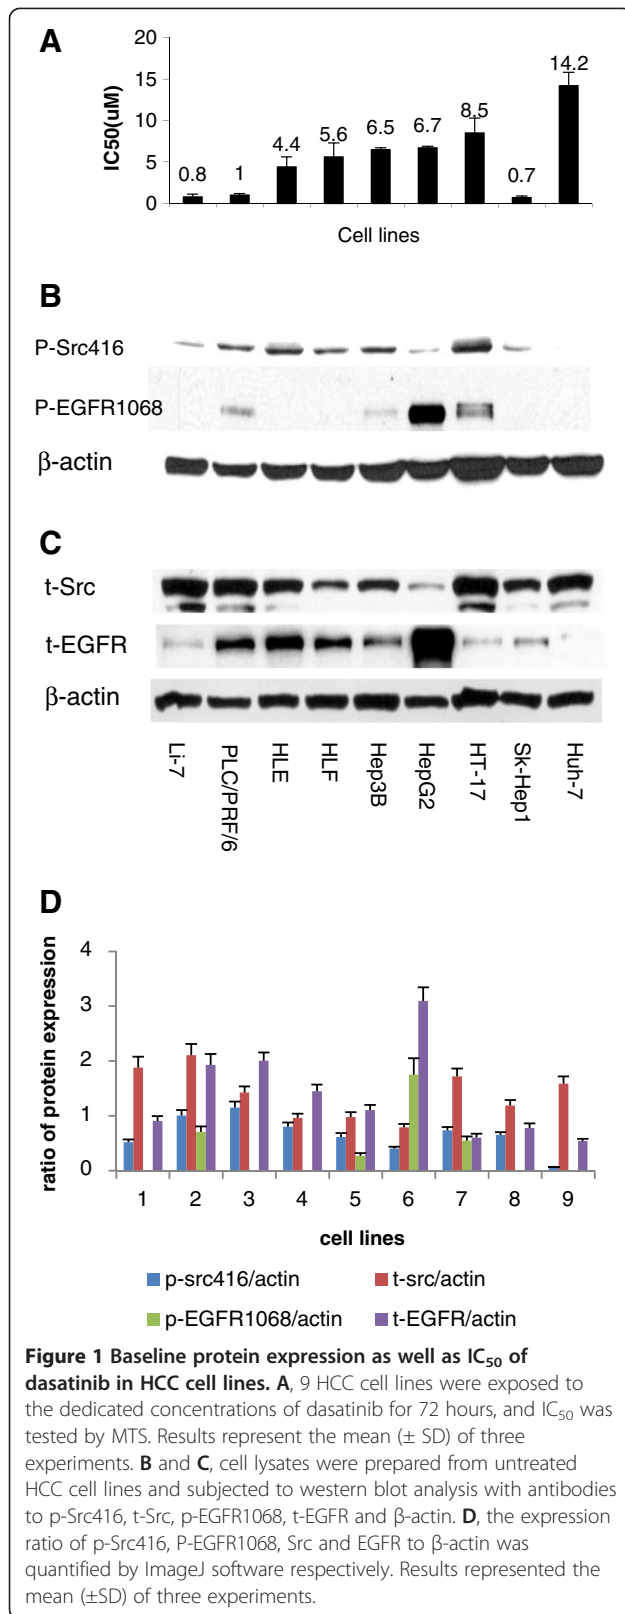 A
IC50(uM)
20
15
10
5
0
0.8
1
4.4
5.6
6.5
6.7
8.5
0.7
14.2
Cell lines
B
P-Src416
P-EGFR1068
β-actin
C
t-Src
t-EGFR
β-actin
Li-7
PLC/PRF/6
HLE
HLF
Hep3B
HepG2
HT-17
Sk-Hep1
Huh-7
D
ratio of protein expression
4
3
2
1
0
1 2 3 4 5 6 7 8 9
cell lines
p-src416/actin t-src/actin
p-EGFR1068/actin t-EGFR/actin
Figure 1 Baseline protein expression as well as IC50 of
dasatinib in HCC cell lines. A, 9 HCC cell lines were exposed to
the dedicated concentrations of dasatinib for 72 hours, and IC50 was
tested by MTS. Results represent the mean (± SD) of three
experiments. B and C, cell lysates were prepared from untreated
HCC cell lines and subjected to western blot analysis with antibodies
to p-Src416, t-Src, p-EGFR1068, t-EGFR and β-actin. D, the expression
ratio of p-Src416, P-EGFR1068, Src and EGFR to β-actin was
quantified by ImageJ software respectively. Results represented the
mean (±SD) of three experiments.